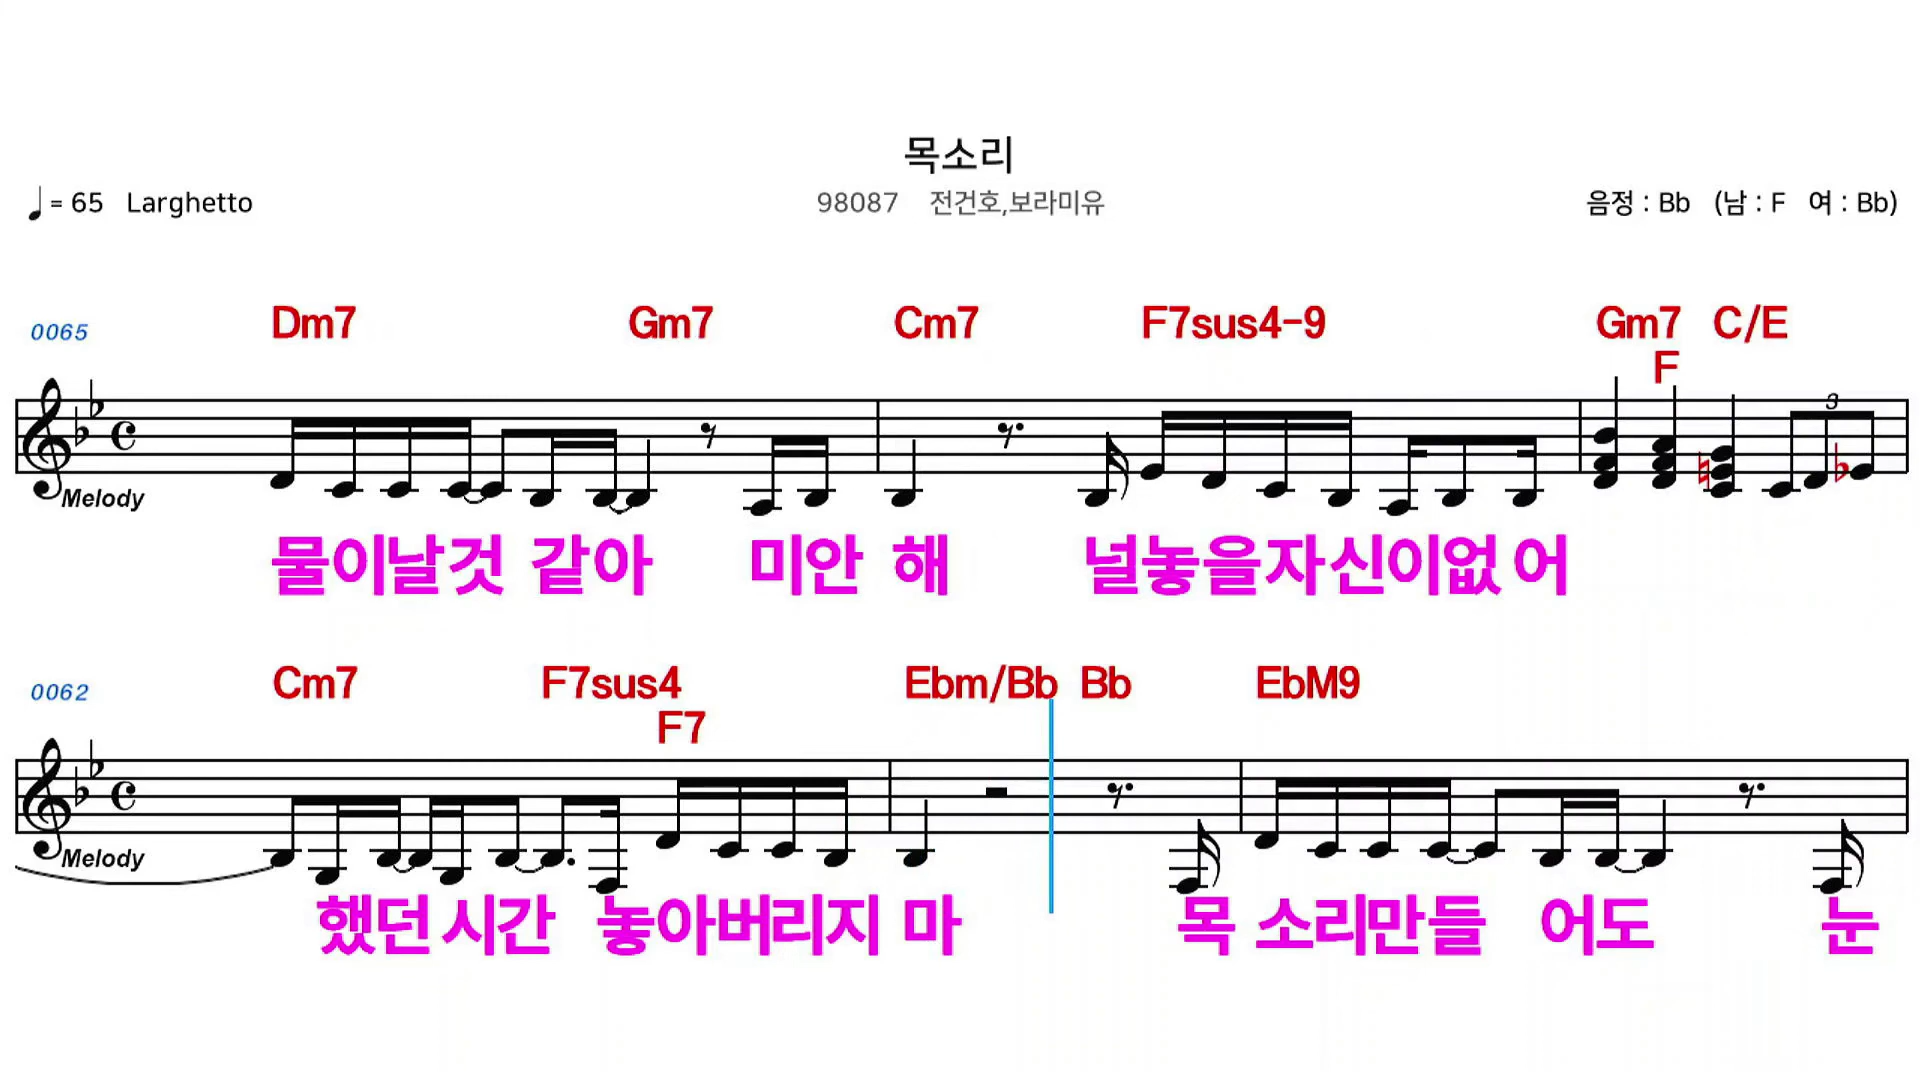 목소리
♩= 65 Larghetto
98087 전건호,보라미유
음정 : Bb (남 : F 여 : Bb)
0065
Dm7 Gm7 Cm7 F7sus4-9 Gm7 C/E
F
3
Melody
물이날것 같아 미안 해 널놓을자신이없 어
0062
Cm7 F7sus4 Ebm/Bb Bb EbM9
F7
Melody
했던 시간 놓아버리지 마 목 소리만들 어도 눈